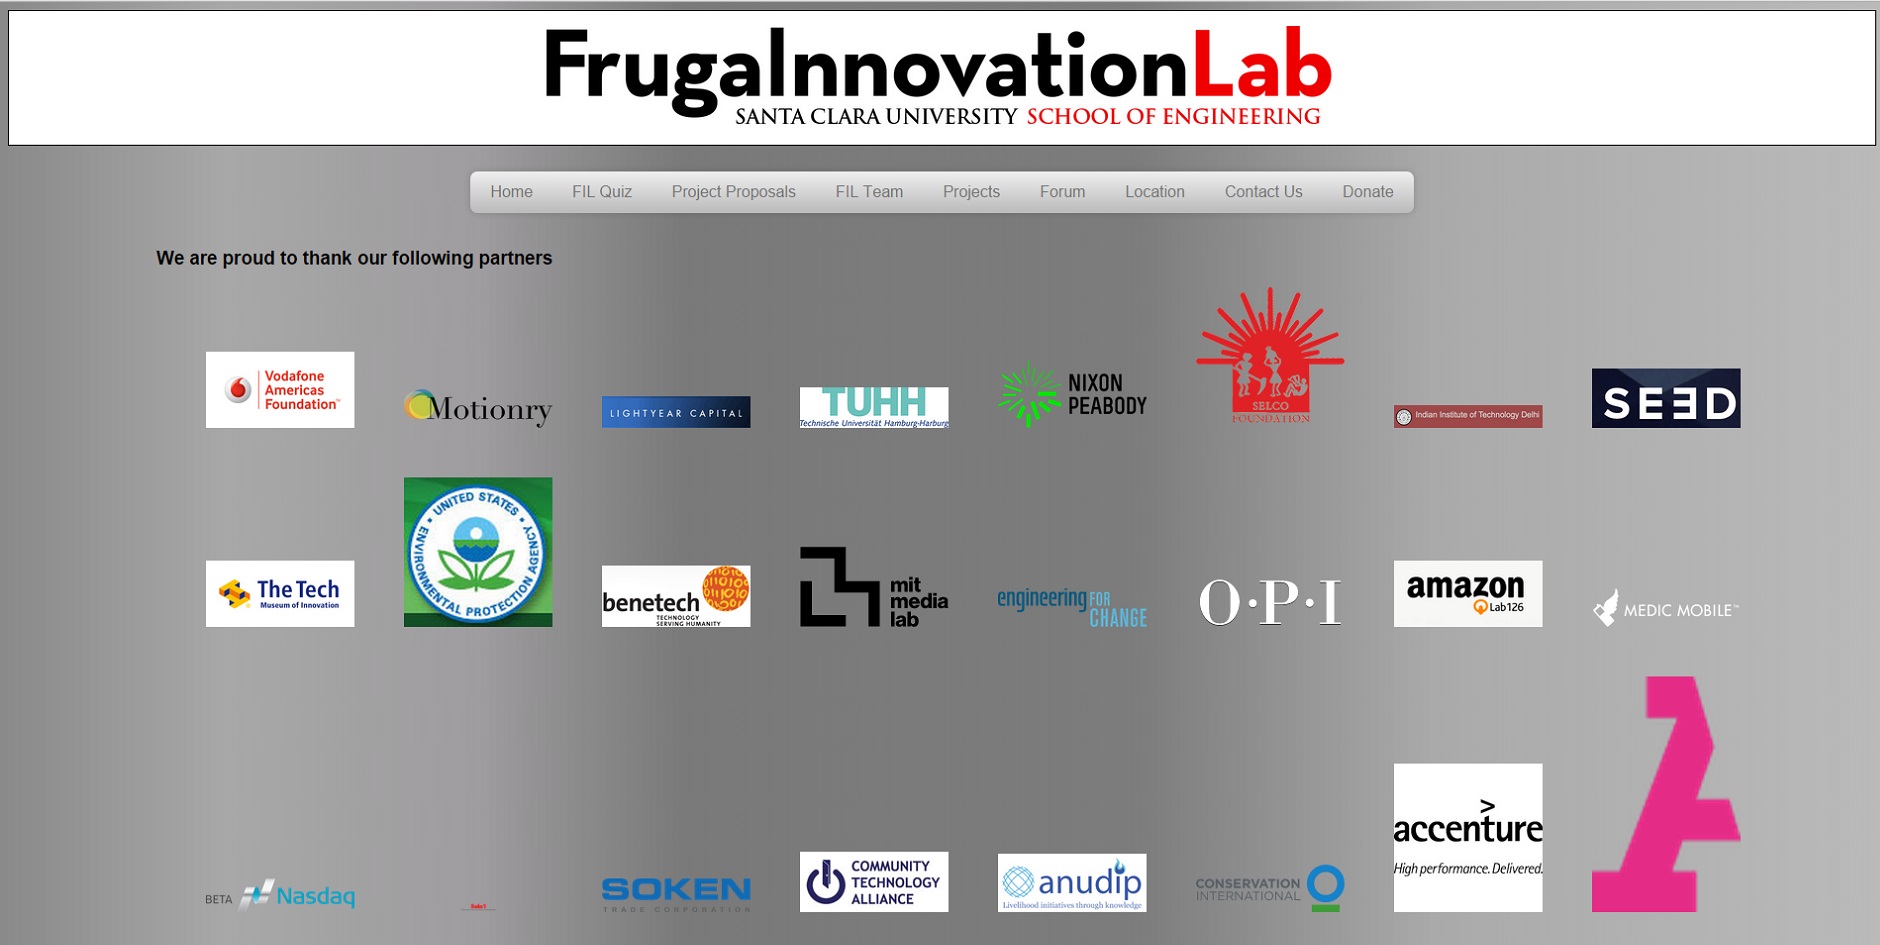 FrugalnnovationLab
SANTA CLARA UNIVERSITY SCHOOL OF ENGINEERING
Home FIL Quiz Project Proposals FIL Team Projects Forum Location Contact Us Donate
We are proud to thank our following partners
Vodafone
Americas
Foundation™
Motionry
LIGHTYEAR CAPITAL
TUHH
Technische Universität Hamburg-Harburg
NIXON
PEABODY
SELCO
FOUNDATION
Indian Institute of Technology Delhi
SEED
The Tech
Museum of Innovation
UNITED STATES
ENVIRONMENTAL PROTECTION AGENCY
benetech
TECHNOLOGY
SERVING HUMANITY
mit
media
lab
engineering FOR
CHANGE
O·P·I
amazon
Lab126
MEDIC MOBILE™
BETA Nasdaq
SOKEN
TRADE CORPORATION
COMMUNITY
TECHNOLOGY
ALLIANCE
anudip
Livelihood initiatives through knowledge
CONSERVATION
INTERNATIONAL
>
accenture
High performance. Delivered.
A